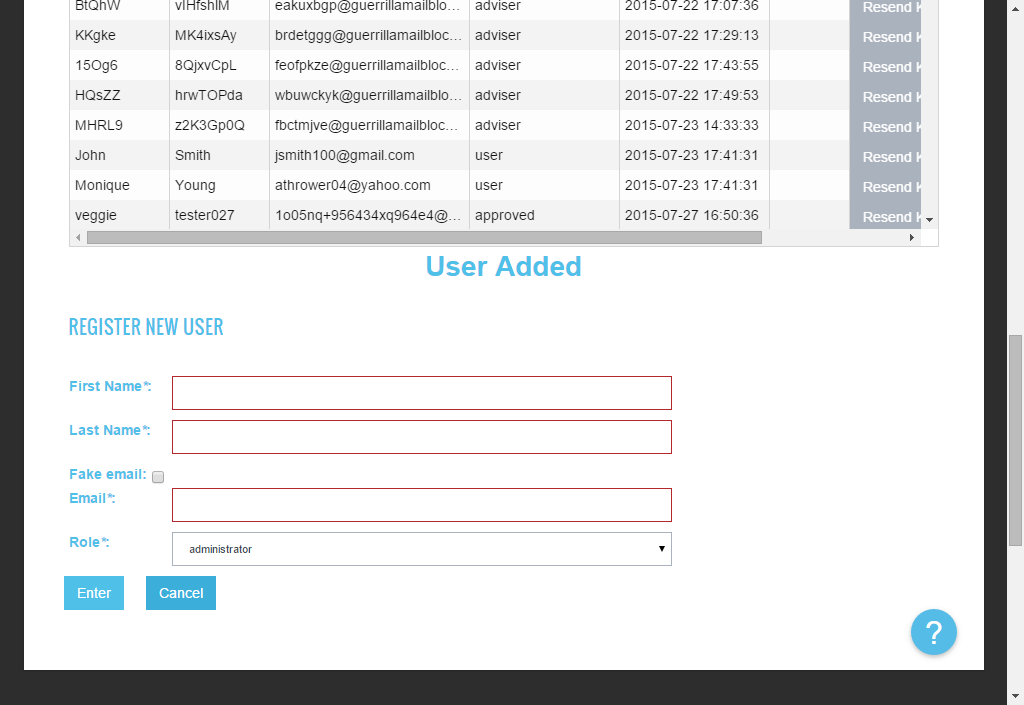 BtQhW vIHfshlM eakuxbgp@guerrillamailblo... adviser 2015-07-22 17:07:36 Resend K
KKgke MK4ixsAy brdetggg@guerrillamailbloc... adviser 2015-07-22 17:29:13 Resend K
15Og6 8QjxvCpL feofpkze@guerrillamailbloc... adviser 2015-07-22 17:43:55 Resend K
HQsZZ hrwTOPda wbuwckyk@guerrillamailblo... adviser 2015-07-22 17:49:53 Resend K
MHRL9 z2K3Gp0Q fbctmjve@guerrillamailbloc... adviser 2015-07-23 14:33:33 Resend K
John Smith jsmith100@gmail.com user 2015-07-23 17:41:31 Resend K
Monique Young athrower04@yahoo.com user 2015-07-23 17:41:31 Resend K
veggie tester027 1o05nq+956434xq964e4@... approved 2015-07-27 16:50:36 Resend K
User Added
REGISTER NEW USER
First Name*:
Last Name*:
Fake email:
Email*:
Role*: administrator
Enter Cancel
?